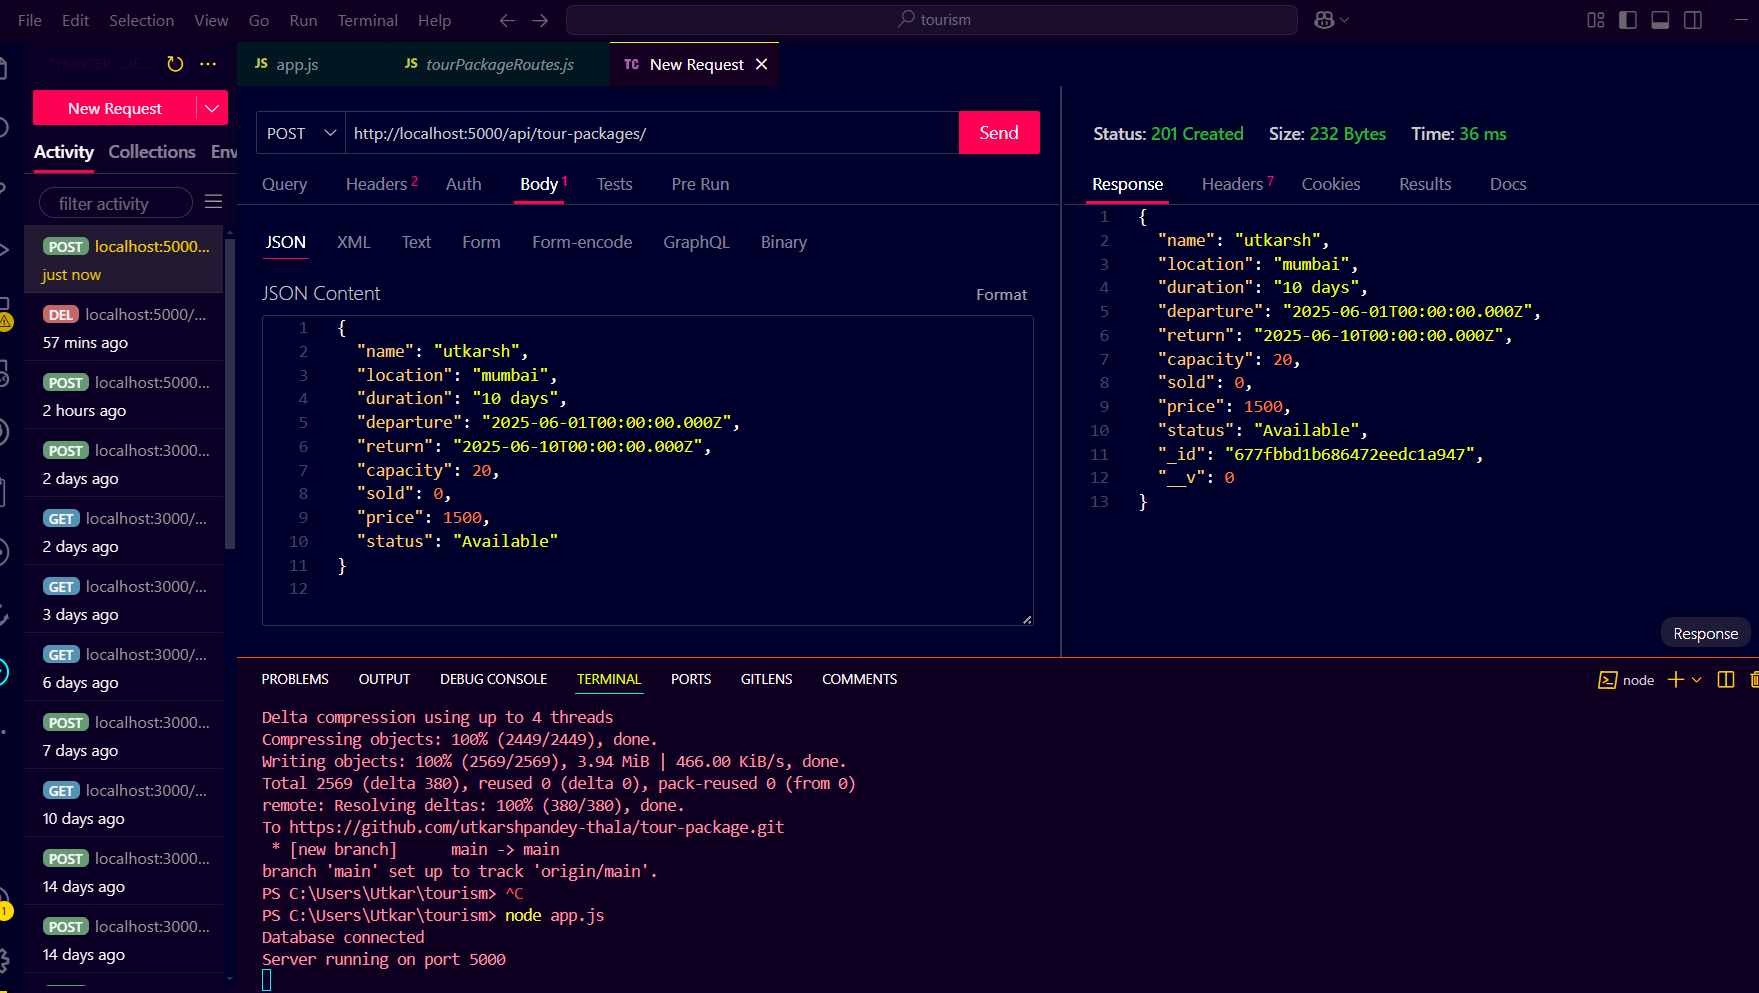 File Edit Selection View Go Run Terminal Help
tourism
New Request
Activity Collections Env
filter activity
POST localhost:5000...
just now
DEL localhost:5000/...
57 mins ago
POST localhost:5000...
2 hours ago
POST localhost:3000...
2 days ago
GET localhost:3000/...
2 days ago
GET localhost:3000/...
3 days ago
GET localhost:3000/...
6 days ago
POST localhost:3000...
7 days ago
GET localhost:3000/...
10 days ago
POST localhost:3000...
14 days ago
POST localhost:3000...
14 days ago
1
JS app.js
JS tourPackageRoutes.js
TC New Request
POST http://localhost:5000/api/tour-packages/ Send
Query Headers 2 Auth Body 1 Tests Pre Run
JSON XML Text Form Form-encode GraphQL Binary
JSON Content
Format
1 {
2 "name": "utkarsh",
3 "location": "mumbai",
4 "duration": "10 days",
5 "departure": "2025-06-01T00:00:00.000Z",
6 "return": "2025-06-10T00:00:00.000Z",
7 "capacity": 20,
8 "sold": 0,
9 "price": 1500,
10 "status": "Available"
11 }
12
Status: 201 Created Size: 232 Bytes Time: 36 ms
Response Headers 7 Cookies Results Docs
1 {
2 "name": "utkarsh",
3 "location": "mumbai",
4 "duration": "10 days",
5 "departure": "2025-06-01T00:00:00.000Z",
6 "return": "2025-06-10T00:00:00.000Z",
7 "capacity": 20,
8 "sold": 0,
9 "price": 1500,
10 "status": "Available",
11 "_id": "677fbbd1b686472eedc1a947",
12 "__v": 0
13 }
Response
PROBLEMS OUTPUT DEBUG CONSOLE TERMINAL PORTS GITLENS COMMENTS
node
Delta compression using up to 4 threads
Compressing objects: 100% (2449/2449), done.
Writing objects: 100% (2569/2569), 3.94 MiB | 466.00 KiB/s, done.
Total 2569 (delta 380), reused 0 (delta 0), pack-reused 0 (from 0)
remote: Resolving deltas: 100% (380/380), done.
To https://github.com/utkarshpandey-thala/tour-package.git
* [new branch] main -> main
branch 'main' set up to track 'origin/main'.
PS C:\Users\Utkar\tourism> ^C
PS C:\Users\Utkar\tourism> node app.js
Database connected
Server running on port 5000